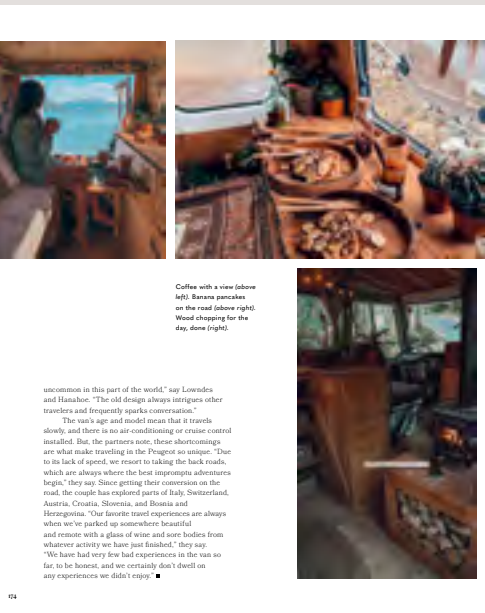 Coffee with a view (above
left). Banana pancakes
on the road (above right).
Wood chopping for the
day, done (right).
uncommon in this part of the world,” say Lowndes
and Hanahoe. “The old design always intrigues other
travelers and frequently sparks conversation.”
The van’s age and model mean that it travels
slowly, and there is no air-conditioning or cruise control
installed. But, the partners note, these shortcomings
are what make traveling in the Peugeot so unique. “Due
to its lack of speed, we resort to taking the back roads,
which are always where the best impromptu adventures
begin,” they say. Since getting their conversion on the
road, the couple has explored parts of Italy, Switzerland,
Austria, Croatia, Slovenia, and Bosnia and
Herzegovina. “Our favorite travel experiences are always
when we’ve parked up somewhere beautiful
and remote with a glass of wine and sore bodies from
whatever activity we have just finished,” they say.
“We have had very few bad experiences in the van so
far, to be honest, and we certainly don’t dwell on
any experiences we didn’t enjoy.” ■
174